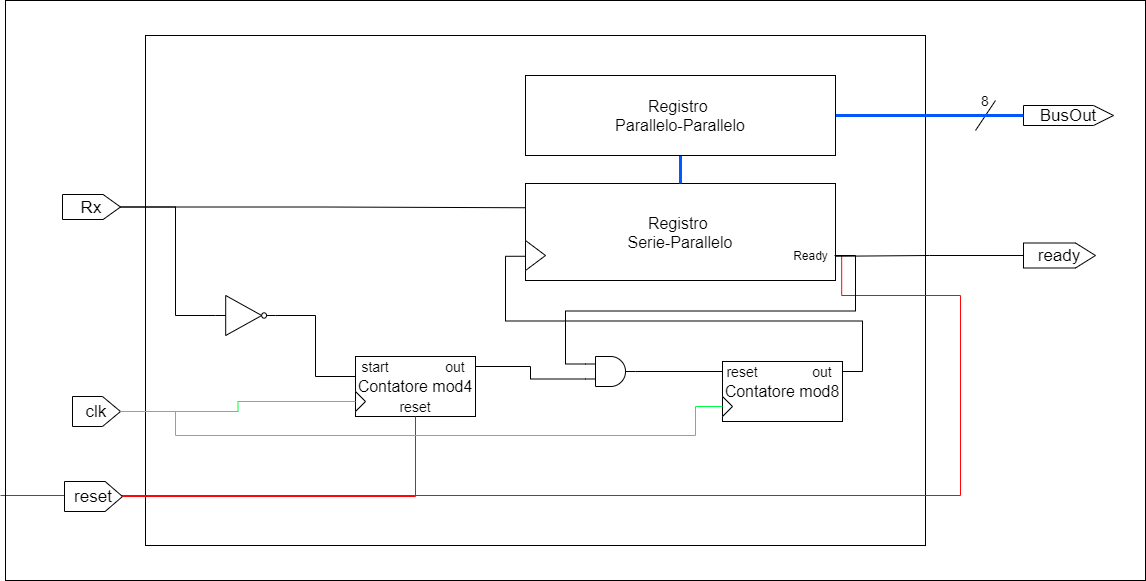 Registro
Parallelo-Parallelo
8
BusOut
Rx
Registro
Serie-Parallelo
Ready
ready
start
out
Contatore mod4
reset
reset
out
Contatore mod8
clk
reset